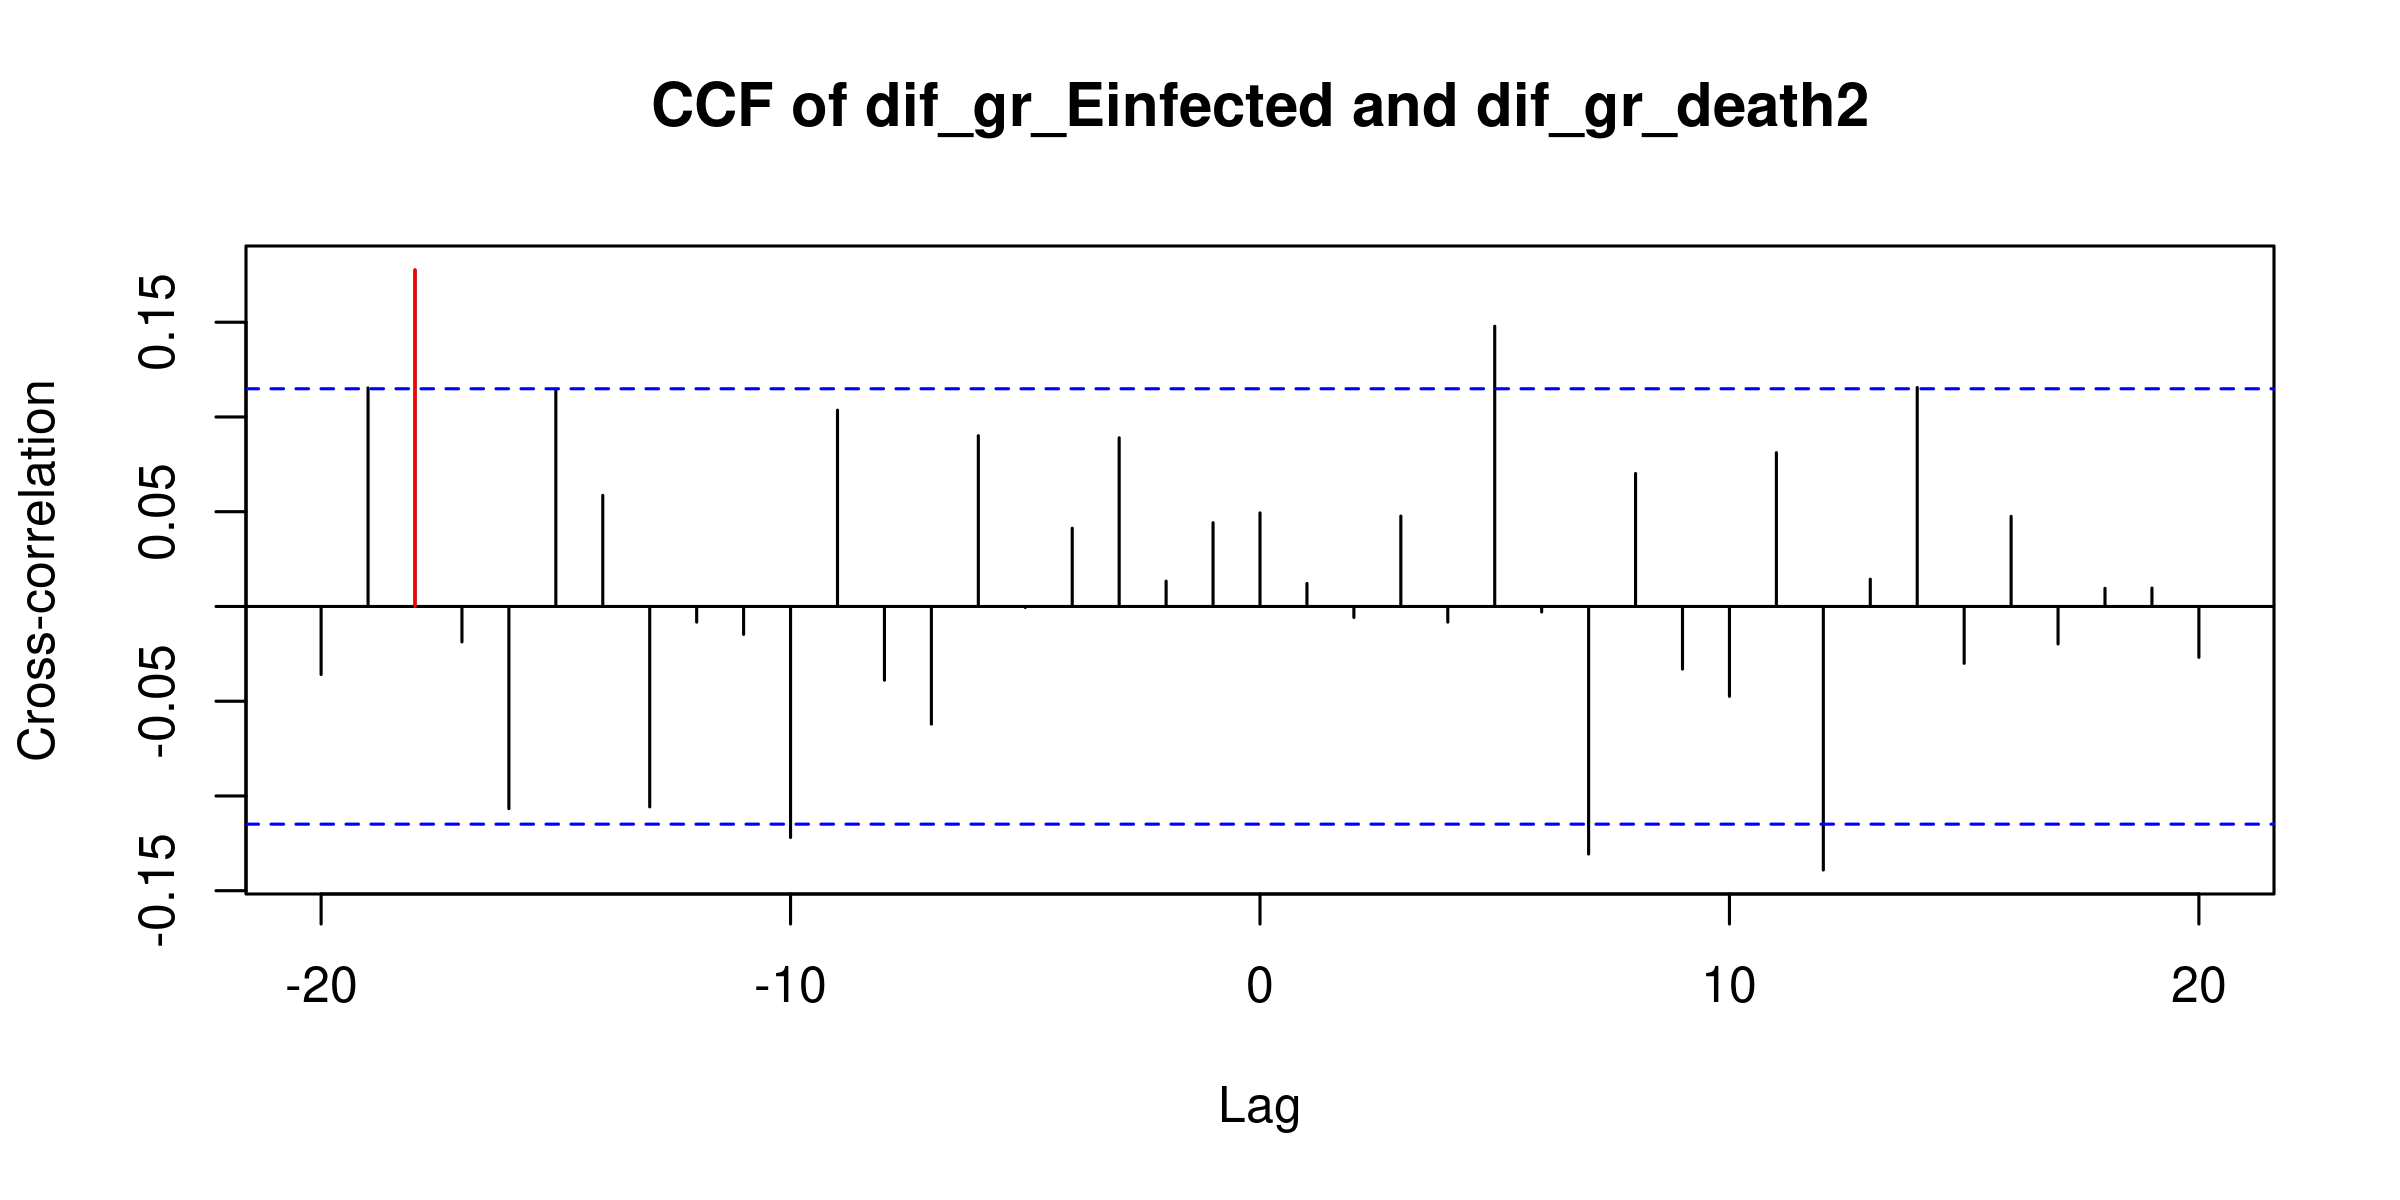 CCF of dif_gr_Einfected and dif_gr_death2
Cross-correlation
0.15
0.05
-0.05
-0.15
-20 -10 0 10 20
Lag